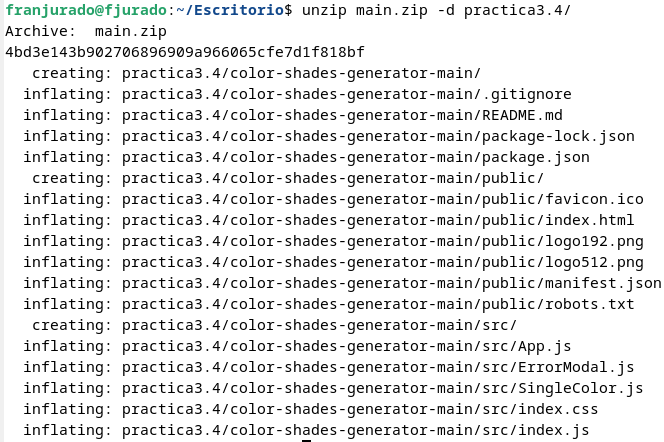 franjurado@fjurado:~/Escritorio$ unzip main.zip -d practica3.4/
Archive:  main.zip
4bd3e143b902706896909a966065cfe7d1f818bf
   creating: practica3.4/color-shades-generator-main/
  inflating: practica3.4/color-shades-generator-main/.gitignore
  inflating: practica3.4/color-shades-generator-main/README.md
  inflating: practica3.4/color-shades-generator-main/package-lock.json
  inflating: practica3.4/color-shades-generator-main/package.json
   creating: practica3.4/color-shades-generator-main/public/
  inflating: practica3.4/color-shades-generator-main/public/favicon.ico
  inflating: practica3.4/color-shades-generator-main/public/index.html
  inflating: practica3.4/color-shades-generator-main/public/logo192.png
  inflating: practica3.4/color-shades-generator-main/public/logo512.png
  inflating: practica3.4/color-shades-generator-main/public/manifest.json
  inflating: practica3.4/color-shades-generator-main/public/robots.txt
   creating: practica3.4/color-shades-generator-main/src/
  inflating: practica3.4/color-shades-generator-main/src/App.js
  inflating: practica3.4/color-shades-generator-main/src/ErrorModal.js
  inflating: practica3.4/color-shades-generator-main/src/SingleColor.js
  inflating: practica3.4/color-shades-generator-main/src/index.css
  inflating: practica3.4/color-shades-generator-main/src/index.js